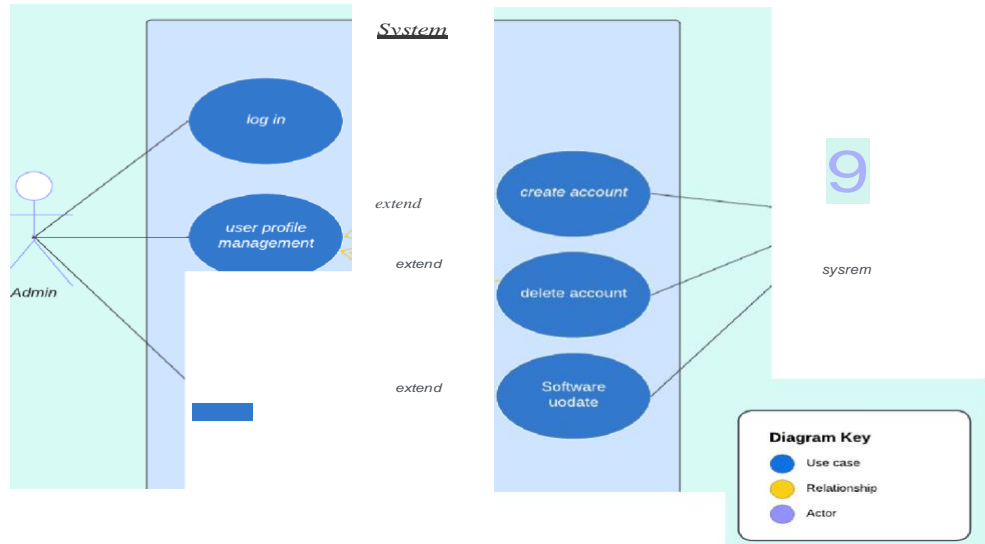 System
log in
extend
create account
user profile
management
extend
delete account
Admin
sysrem
extend
Software
uodate
9
Diagram Key
Use case
Relationship
Actor